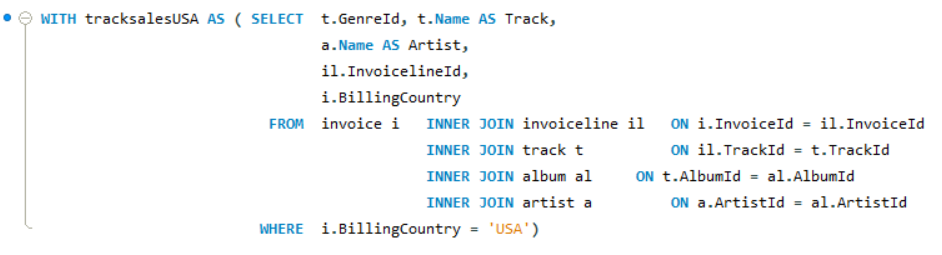 WITH tracksalesUSA AS ( SELECT t.GenreId, t.Name AS Track,
a.Name AS Artist,
il.InvoicelineId,
i.BillingCountry
FROM invoice i INNER JOIN invoiceline il ON i.InvoiceId = il.InvoiceId
INNER JOIN track t ON il.TrackId = t.TrackId
INNER JOIN album al ON t.AlbumId = al.AlbumId
INNER JOIN artist a ON a.ArtistId = al.ArtistId
WHERE i.BillingCountry = 'USA')